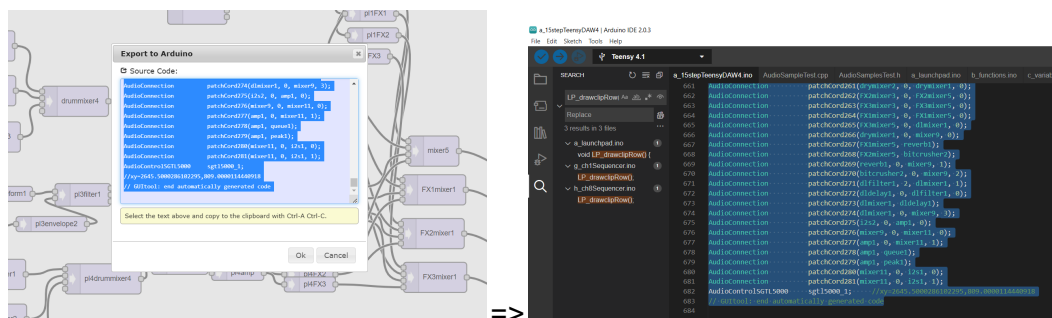 pl1FX1
pl1FX2
FX3
drummixer4
form1
pl3filter1
pl3envelope2
pl4drummixer4
pl4amp
pl4FX2
pl4FX3
mixer5
FX1mixer1
FX2mixer1
FX3mixer1
Export to Arduino
Source Code:
AudioConnection patchCord274(dlmixer1, 0, mixer9, 3);
AudioConnection patchCord275(i2s2, 0, amp1, 0);
AudioConnection patchCord276(mixer9, 0, mixer11, 0);
AudioConnection patchCord277(amp1, 0, mixer11, 1);
AudioConnection patchCord278(amp1, queue1);
AudioConnection patchCord279(amp1, peak1);
AudioConnection patchCord280(mixer11, 0, i2s1, 0);
AudioConnection patchCord281(mixer11, 0, i2s1, 1);
AudioControlSGTL5000 sgtl5000_1;
//xy=2645.5000286102295,809.0000114440918
// GUItool: end automatically generated code
Select the text above and copy to the clipboard with Ctrl-A Ctrl-C.
Ok Cancel
=>
a_15stepTeensyDAW4 | Arduino IDE 2.0.3
File Edit Sketch Tools Help
Teensy 4.1
SEARCH
LP_drawclipRow(
Replace
3 results in 3 files
a_launchpad.ino 1
void LP_drawclipRow() {
g_ch1Sequencer.ino 1
LP_drawclipRow();
h_ch8Sequencer.ino 1
LP_drawclipRow();
a_15stepTeensyDAW4.ino AudioSampleTest.cpp AudioSamplesTest.h a_launchpad.ino b_functions.ino
661 AudioConnection patchCord261(drymixer2, 0, drymixer1, 0);
662 AudioConnection patchCord262(FX2mixer3, 0, FX2mixer5, 0);
663 AudioConnection patchCord263(FX1mixer3, 0, FX1mixer5, 0);
664 AudioConnection patchCord264(FX3mixer3, 0, FX3mixer5, 0);
665 AudioConnection patchCord265(FX3mixer5, 0, dlmixer1, 0);
666 AudioConnection patchCord266(drymixer1, 0, mixer9, 0);
667 AudioConnection patchCord267(FX1mixer5, reverb1);
668 AudioConnection patchCord268(FX2mixer5, bitcrusher2);
669 AudioConnection patchCord269(reverb1, 0, mixer9, 1);
670 AudioConnection patchCord270(bitcrusher2, 0, mixer9, 2);
671 AudioConnection patchCord271(dlfilter1, 2, dlmixer1, 1);
672 AudioConnection patchCord272(dldelay1, 0, dlfilter1, 0);
673 AudioConnection patchCord273(dlmixer1, dldelay1);
674 AudioConnection patchCord274(dlmixer1, 0, mixer9, 3);
675 AudioConnection patchCord275(i2s2, 0, amp1, 0);
676 AudioConnection patchCord276(mixer9, 0, mixer11, 0);
677 AudioConnection patchCord277(amp1, 0, mixer11, 1);
678 AudioConnection patchCord278(amp1, queue1);
679 AudioConnection patchCord279(amp1, peak1);
680 AudioConnection patchCord280(mixer11, 0, i2s1, 0);
681 AudioConnection patchCord281(mixer11, 0, i2s1, 1);
682 AudioControlSGTL5000 sgtl5000_1; //xy=2645.5000286102295,809.0000114440918
683 // GUItool: end automatically generated code
684